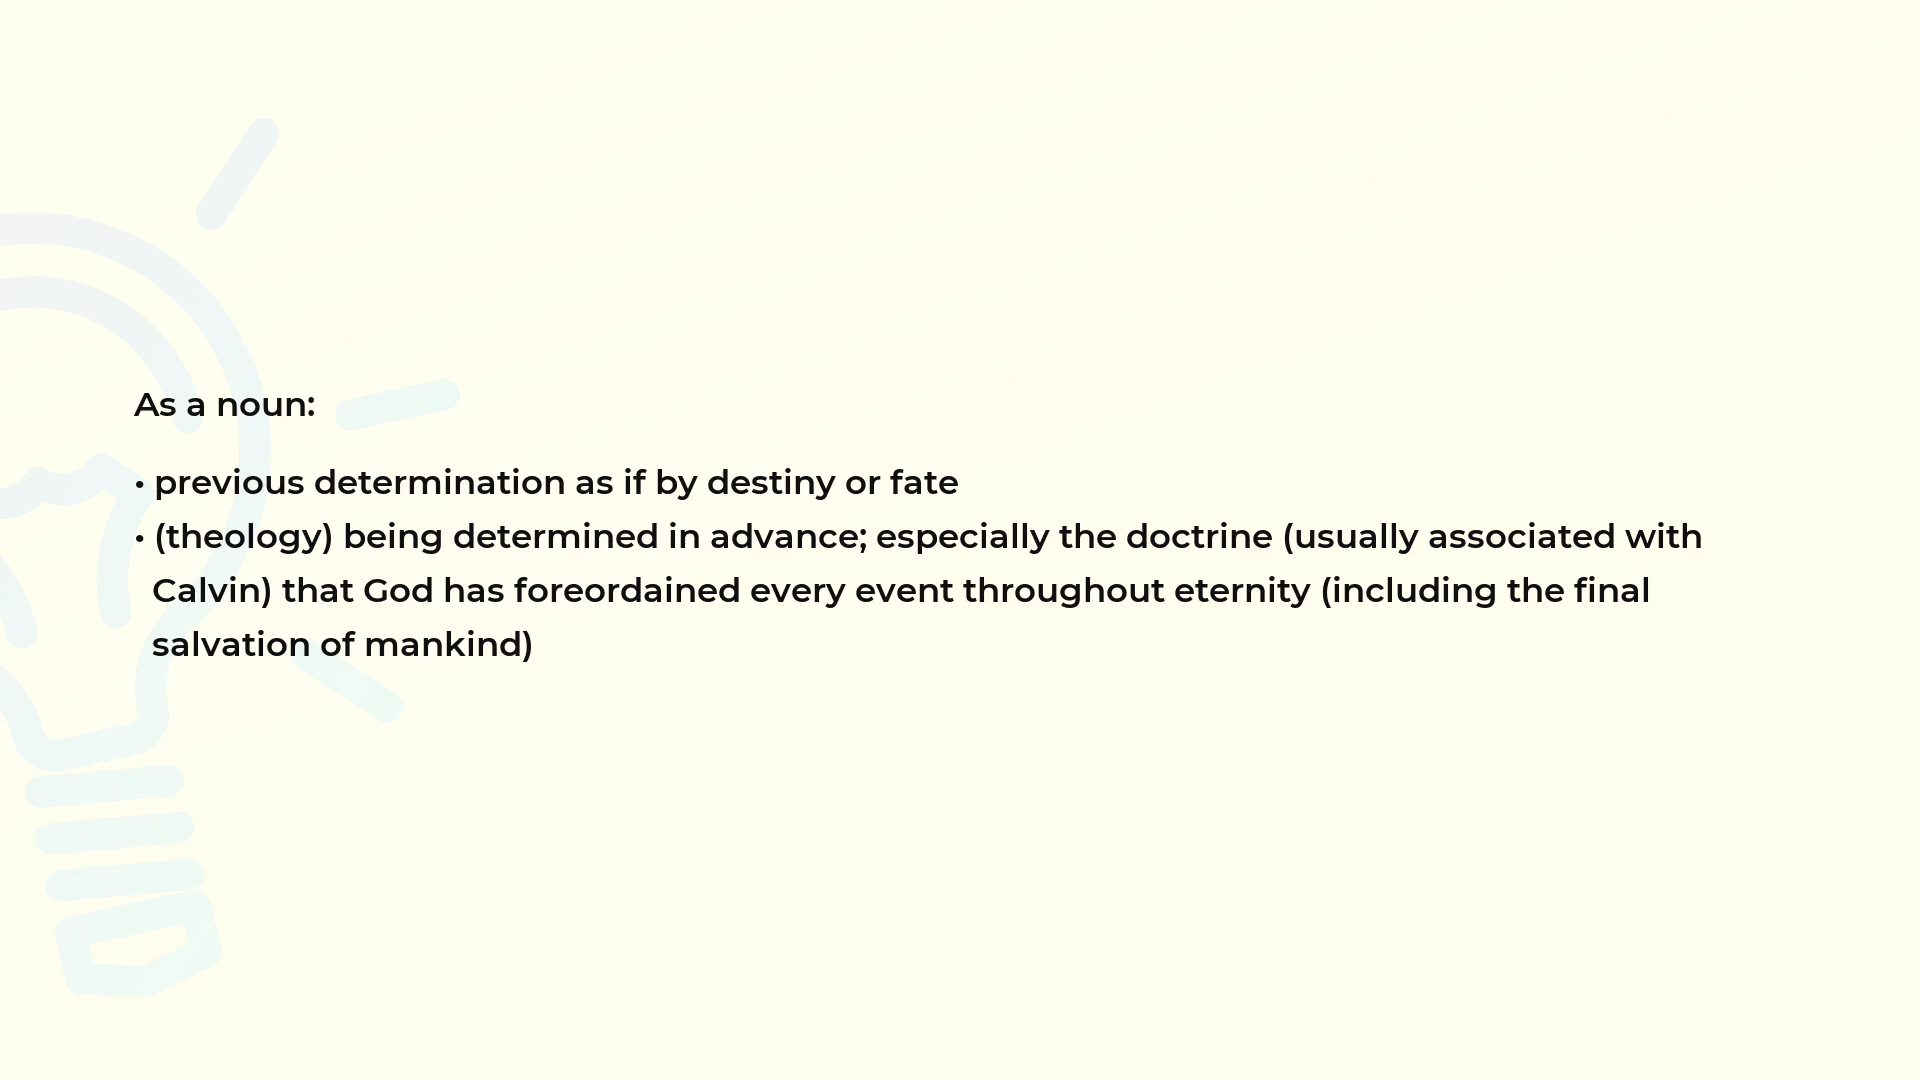 As a noun:
• previous determination as if by destiny or fate
• (theology) being determined in advance; especially the doctrine (usually associated with
Calvin) that God has foreordained every event throughout eternity (including the final
salvation of mankind)